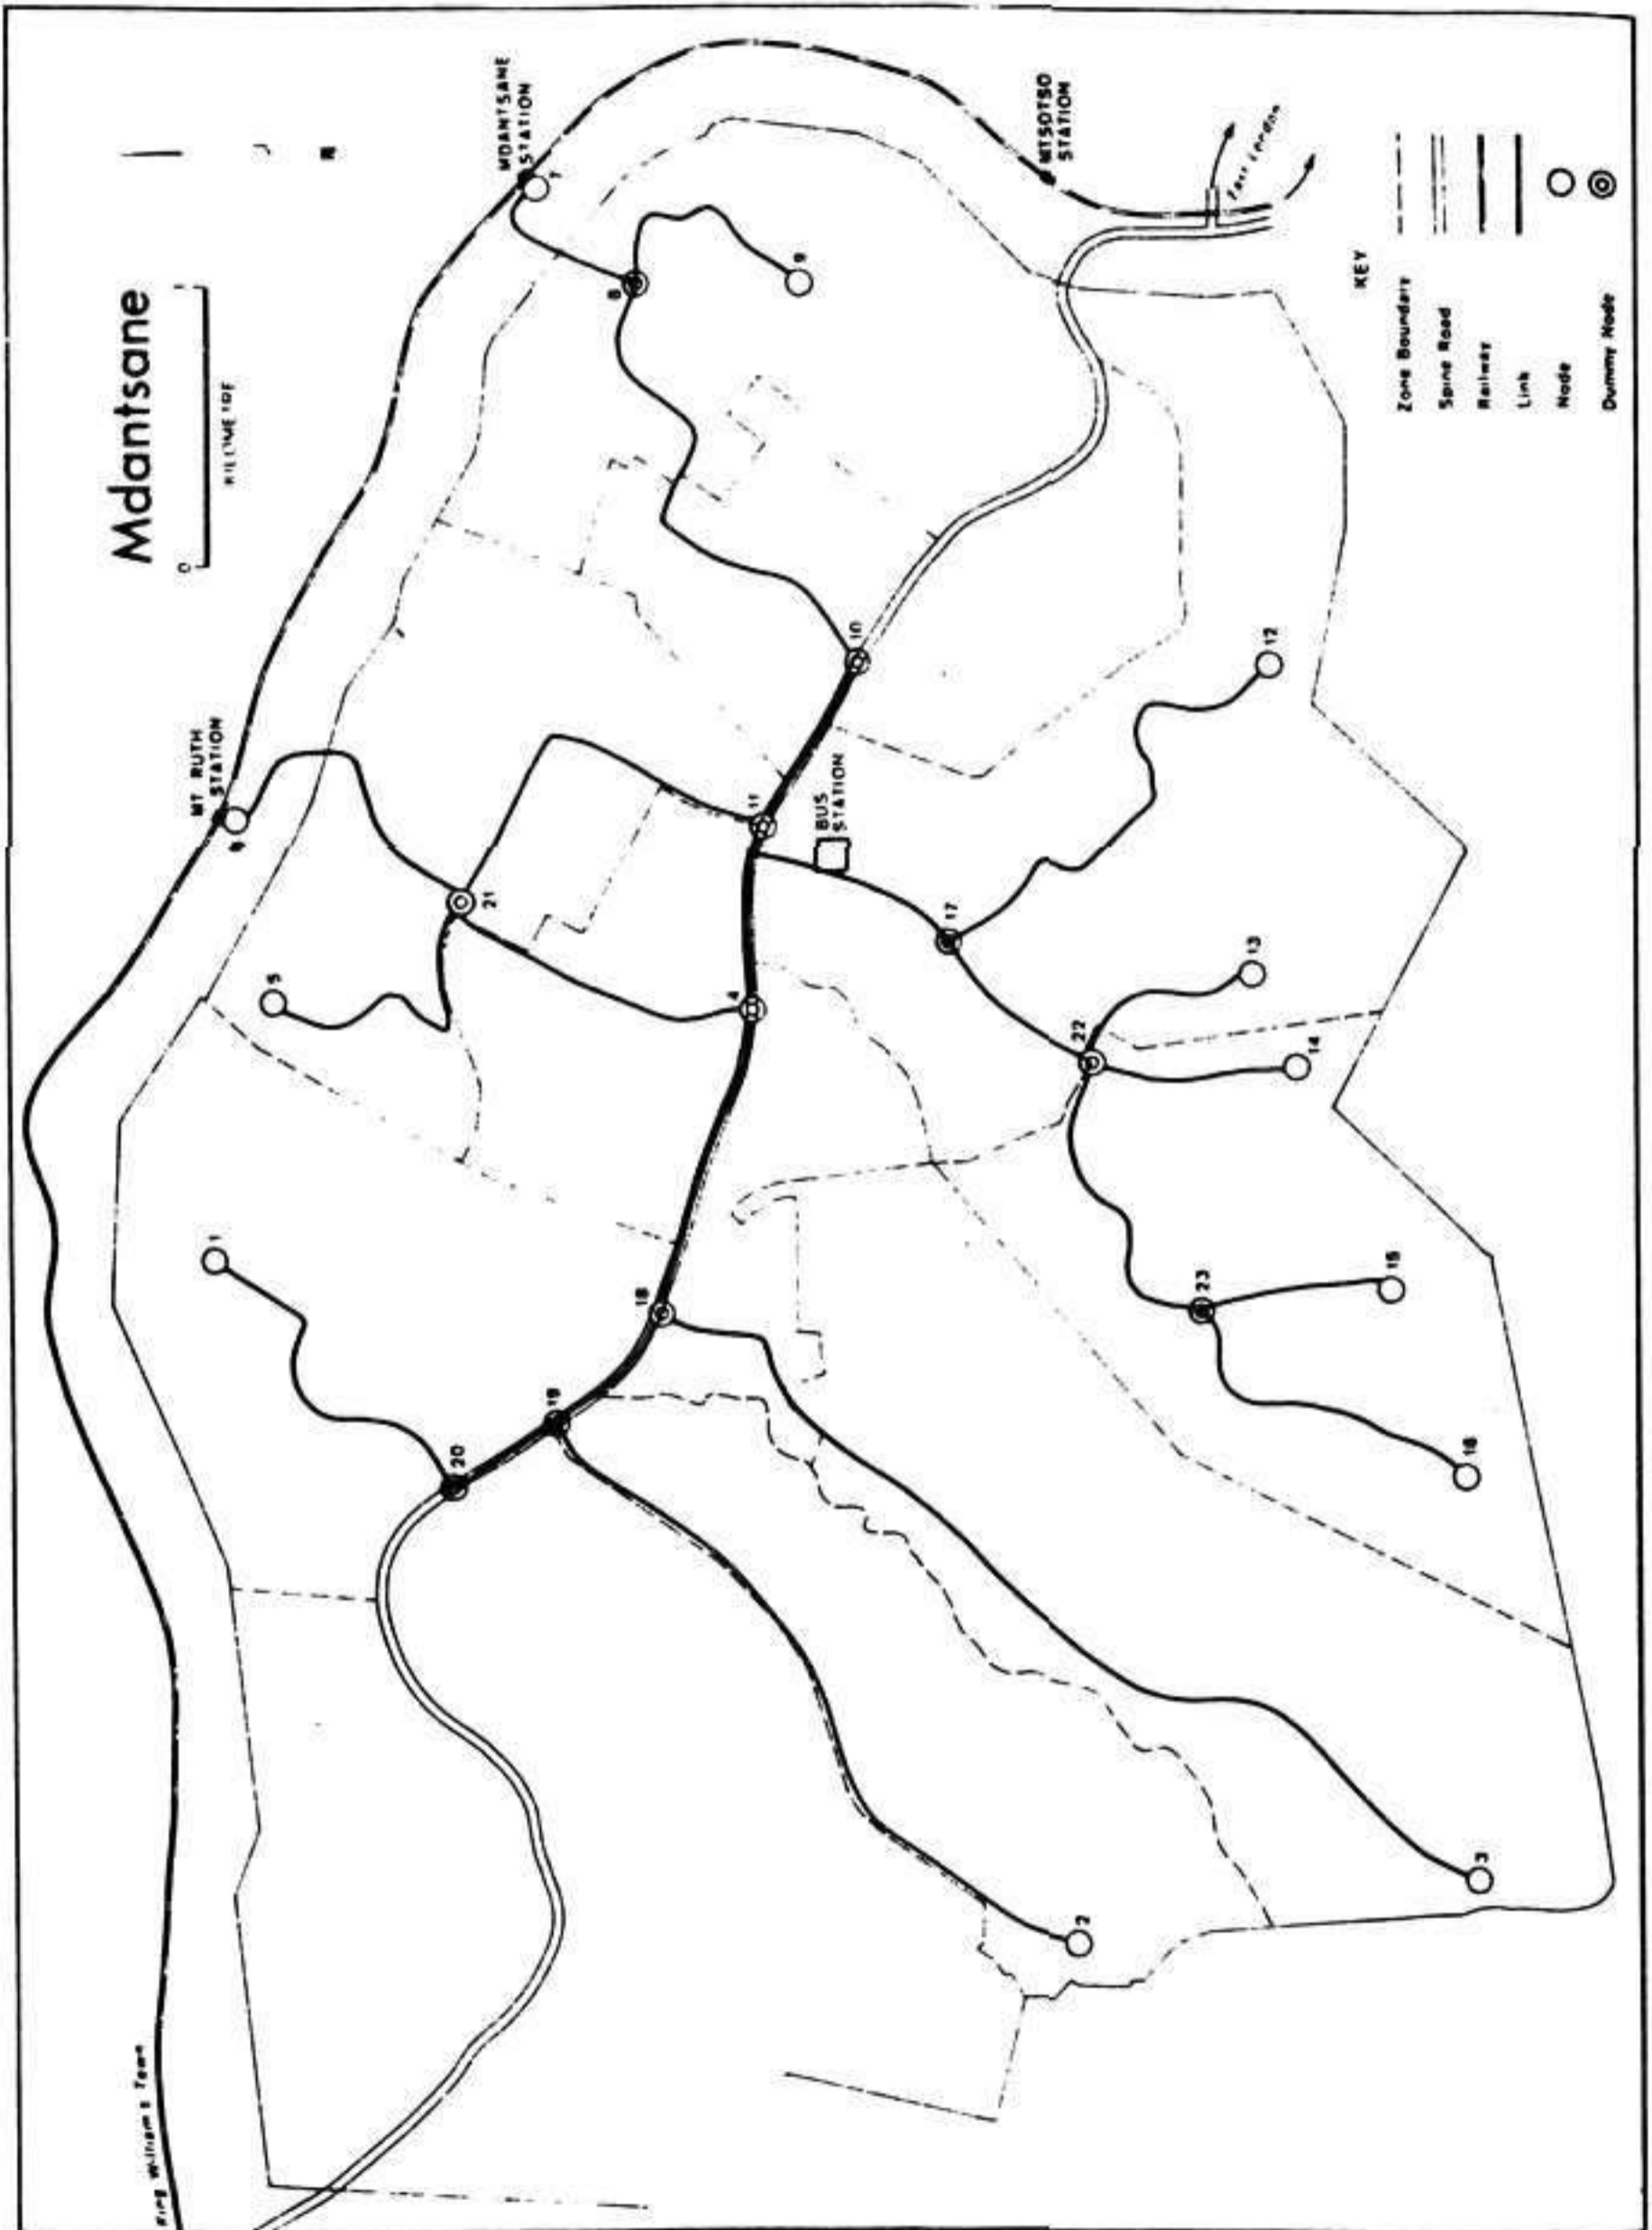 Mdantsane
0 1
KILOMETRE
MDANTSANE
STATION
MTSOTSO
STATION
MT RUTH
STATION
BUS
STATION
King Williams Town
East London
1
2
3
4
5
7
8
9
10
11
12
13
14
15
16
17
18
19
20
21
22
23
KEY
Zone Boundary
Spine Road
Railway
Link
Node
Dummy Node